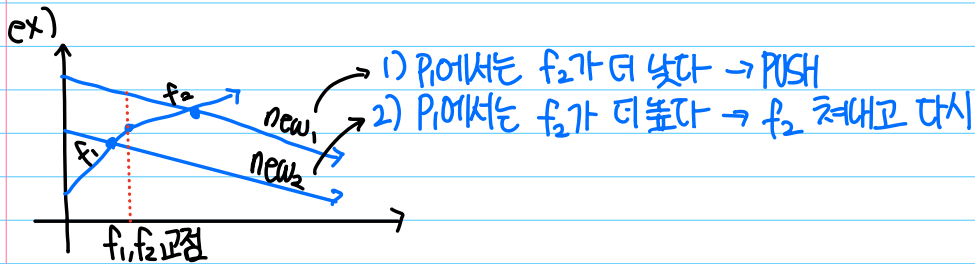 ex)
1) P₁에서는 f₂가 더 낮다 → PUSH
2) P₁에서는 f₂가 더 높다 → f₂ 쳐내고 다시
f₂
new₁
f₁
new₂
f₁,f₂교점